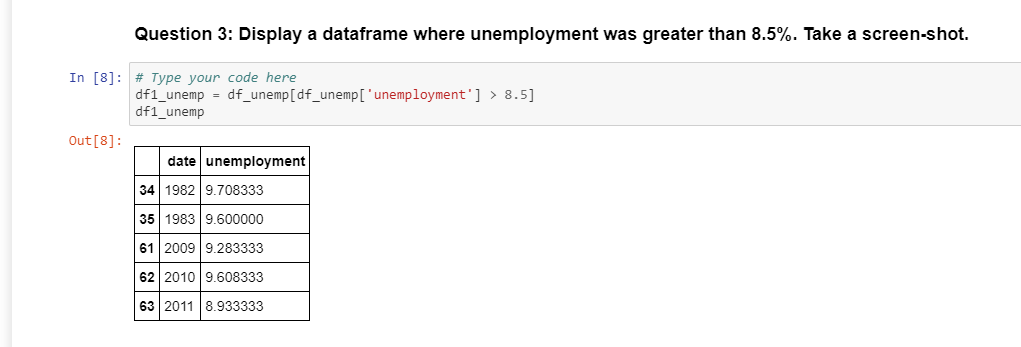 Question 3: Display a dataframe where unemployment was greater than 8.5%. Take a screen-shot.
In [8]: # Type your code here
df1_unemp = df_unemp[df_unemp['unemployment'] > 8.5]
df1_unemp
Out[8]:
date unemployment
34 1982 9.708333
35 1983 9.600000
61 2009 9.283333
62 2010 9.608333
63 2011 8.933333